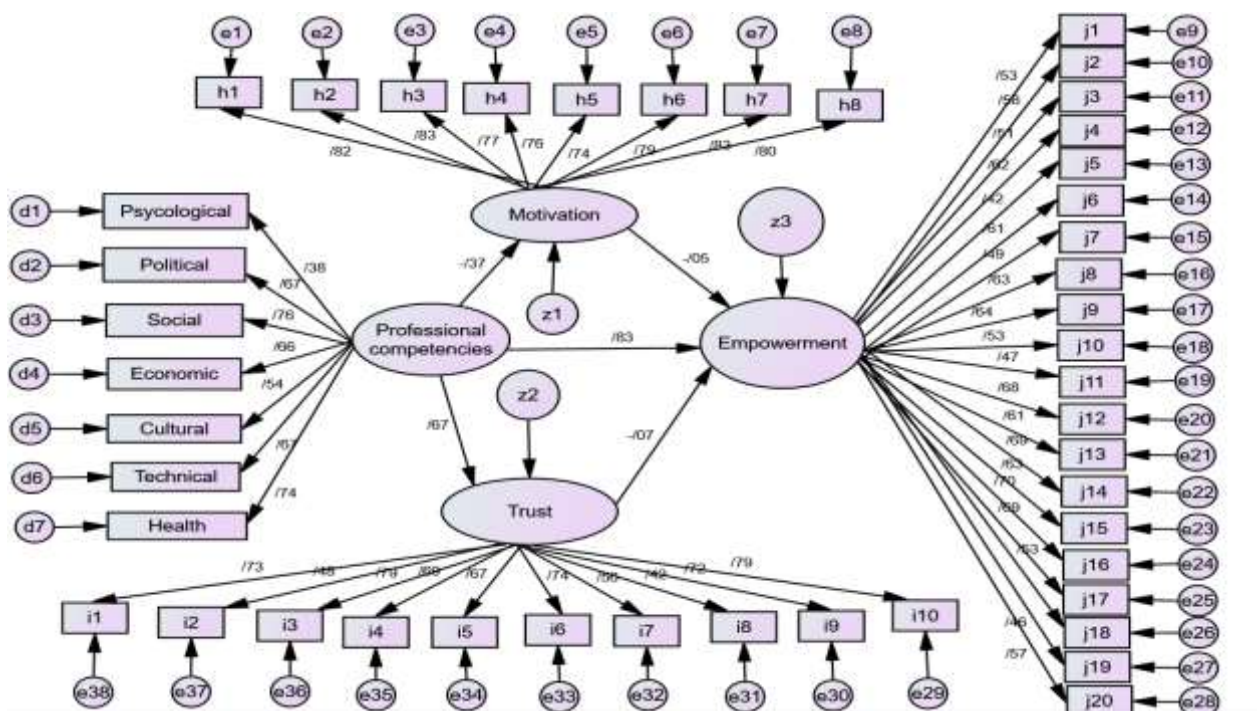 e1 e2 e3 e4 e5 e6 e7 e8
h1 h2 h3 h4 h5 h6 h7 h8
/82 /83 /77 /76 /74 /79 /83 /80
d1 Psycological
d2 Political
d3 Social
d4 Economic
d5 Cultural
d6 Technical
d7 Health
/38
/67
/76
/66
/54
/67
/74
Motivation
z1
z3
-/37
-/05
Professional
competencies
/83
Empowerment
/67
z2
-/07
Trust
/73 /48 /79 /67 /74 /56 /42 /72 /79
i1 i2 i3 i4 i5 i6 i7 i8 i9 i10
e38 e37 e36 e35 e34 e33 e32 e31 e30 e29
/53
/51
/62
/42
/61
/49
/63
/64
/53
/47
/68
/61
/69
/63
/70
/69
/53
/46
/57
j1 e9
j2 e10
j3 e11
j4 e12
j5 e13
j6 e14
j7 e15
j8 e16
j9 e17
j10 e18
j11 e19
j12 e20
j13 e21
j14 e22
j15 e23
j16 e24
j17 e25
j18 e26
j19 e27
j20 e28